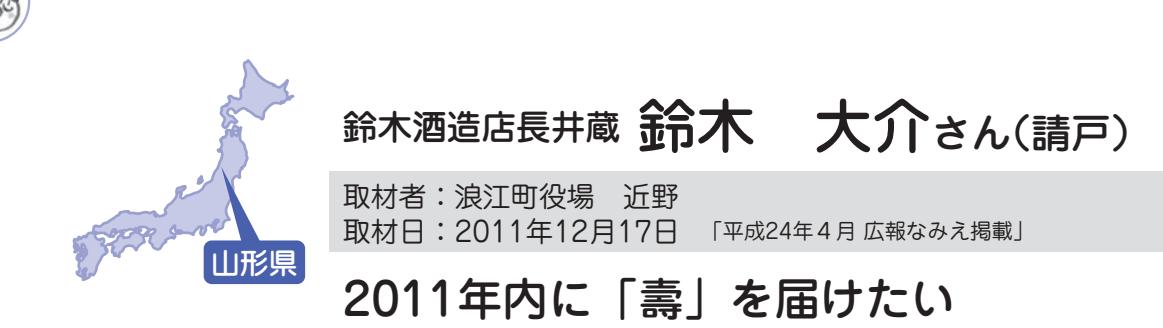 鈴木酒造店長井蔵 鈴木　大介さん(請戸)
取材者：浪江町役場　近野
取材日：2011年12月17日　「平成24年４月 広報なみえ掲載」
山形県
2011年内に「壽」を届けたい